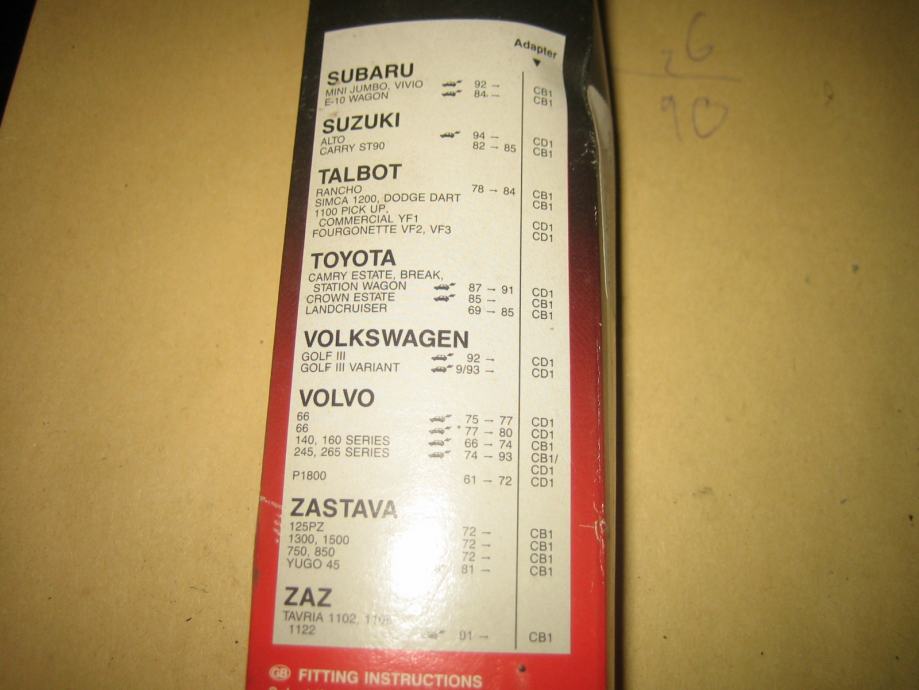 26
90
Adapter
SUBARU
MINI JUMBO, VIVIO 92 → CB1
E-10 WAGON 84 → CB1
SUZUKI
ALTO 94 → CD1
CARRY ST90 82 → 85 CB1
TALBOT
RANCHO 78 → 84 CB1
SIMCA 1200, DODGE DART CB1
1100 PICK UP,
COMMERCIAL YF1 CD1
FOURGONETTE VF2, VF3 CD1
TOYOTA
CAMRY ESTATE, BREAK,
STATION WAGON 87 → 91 CD1
CROWN ESTATE 85 → CB1
LANDCRUISER 69 → 85 CB1
VOLKSWAGEN
GOLF III 92 → CD1
GOLF III VARIANT 9/93 → CD1
VOLVO
66 75 → 77 CD1
66 77 → 80 CD1
140, 160 SERIES 66 → 74 CB1
245, 265 SERIES 74 → 93 CB1/
CD1
P1800 61 → 72 CD1
ZASTAVA
125PZ 72 → CB1
1300, 1500 72 → CB1
750, 850 72 → CB1
YUGO 45 81 → CB1
ZAZ
TAVRIA 1102,
1122 91 → CB1
GB FITTING INSTRUCTIONS